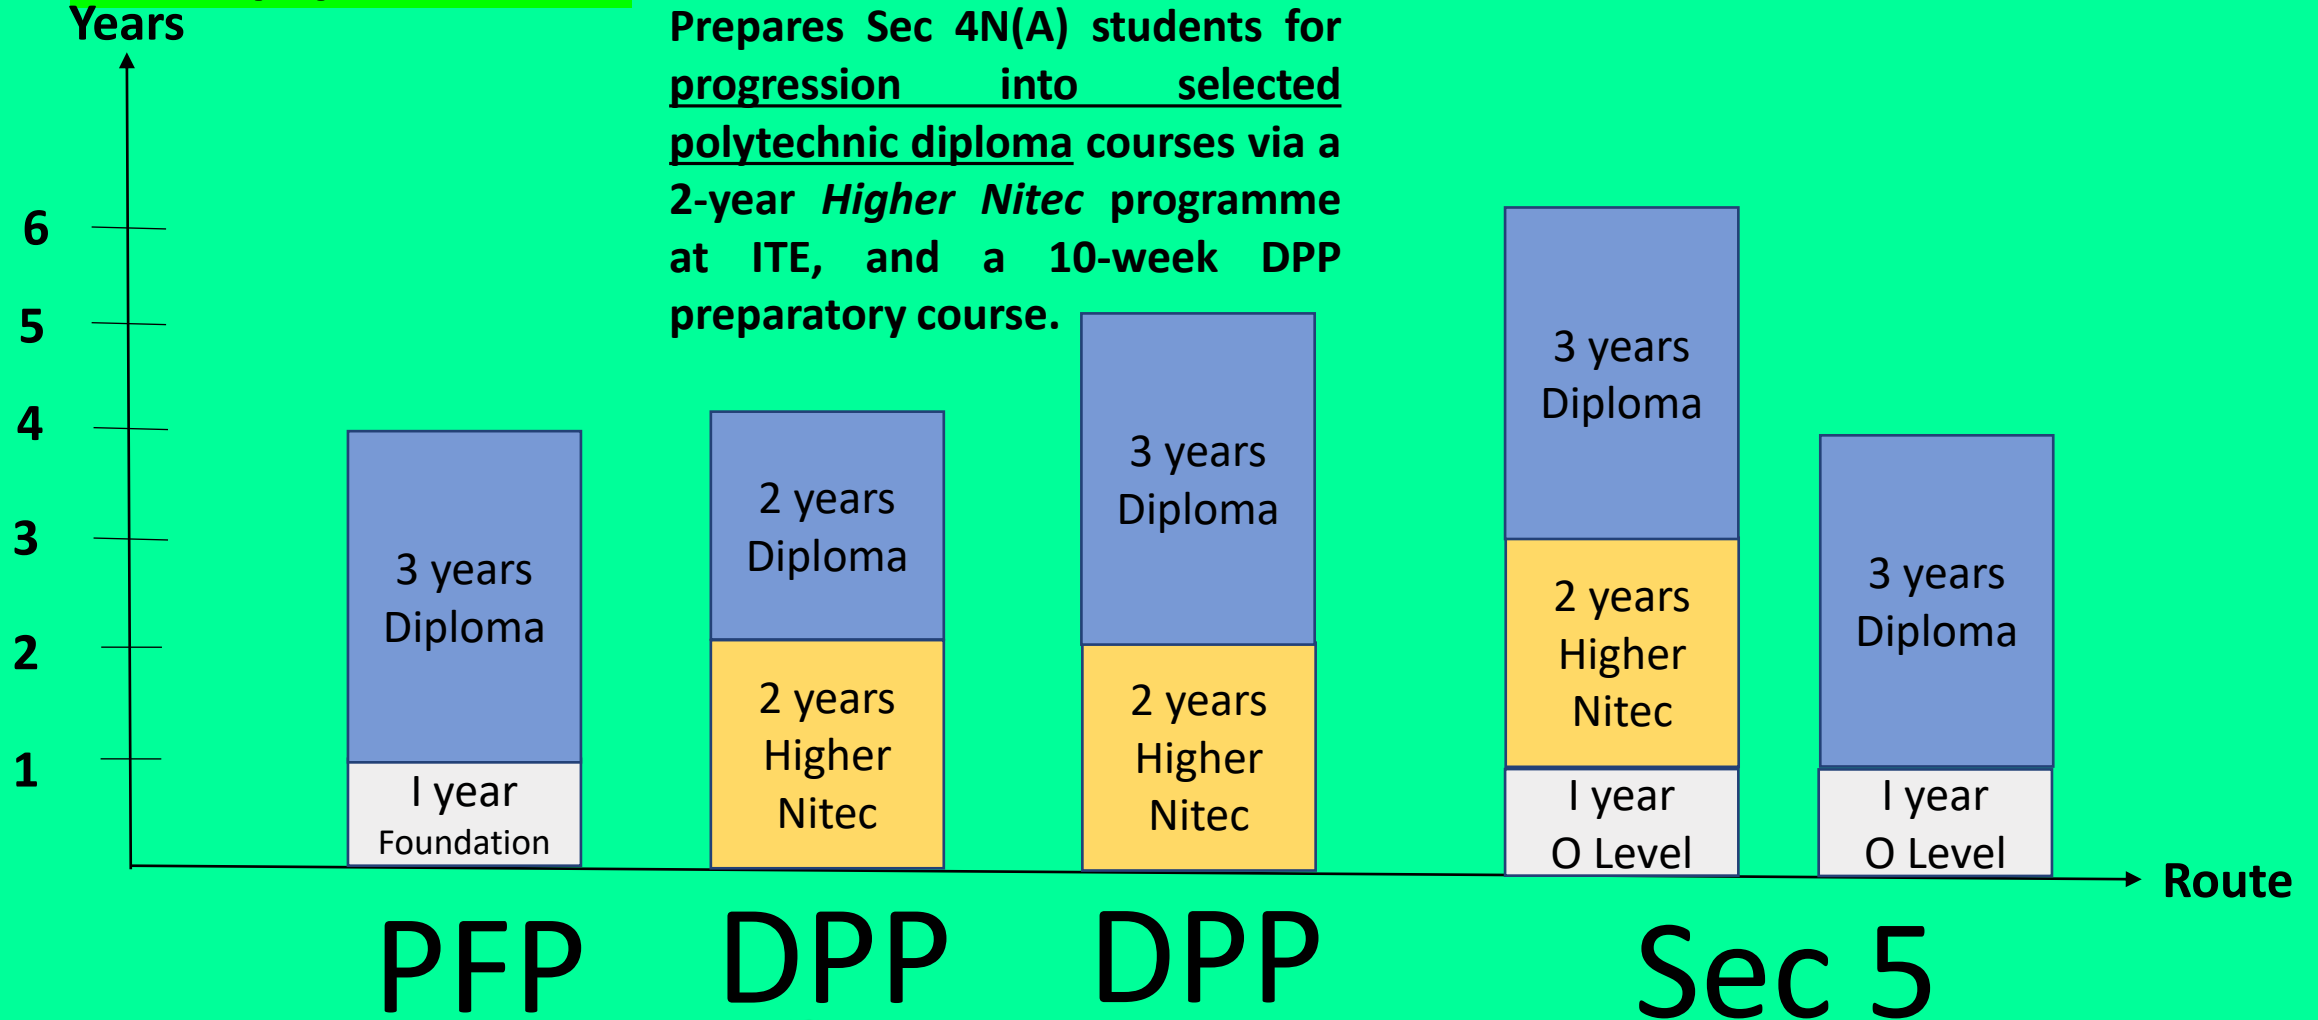 Years
Prepares Sec 4N(A) students for
progression into selected
polytechnic diploma courses via a
2-year Higher Nitec programme
at ITE, and a 10-week DPP
preparatory course.
6
5
4
3
2
1
3 years
Diploma
I year
Foundation
2 years
Diploma
2 years
Higher
Nitec
3 years
Diploma
2 years
Higher
Nitec
3 years
Diploma
2 years
Higher
Nitec
I year
O Level
3 years
Diploma
I year
O Level
Route
PFP
DPP
DPP
Sec 5